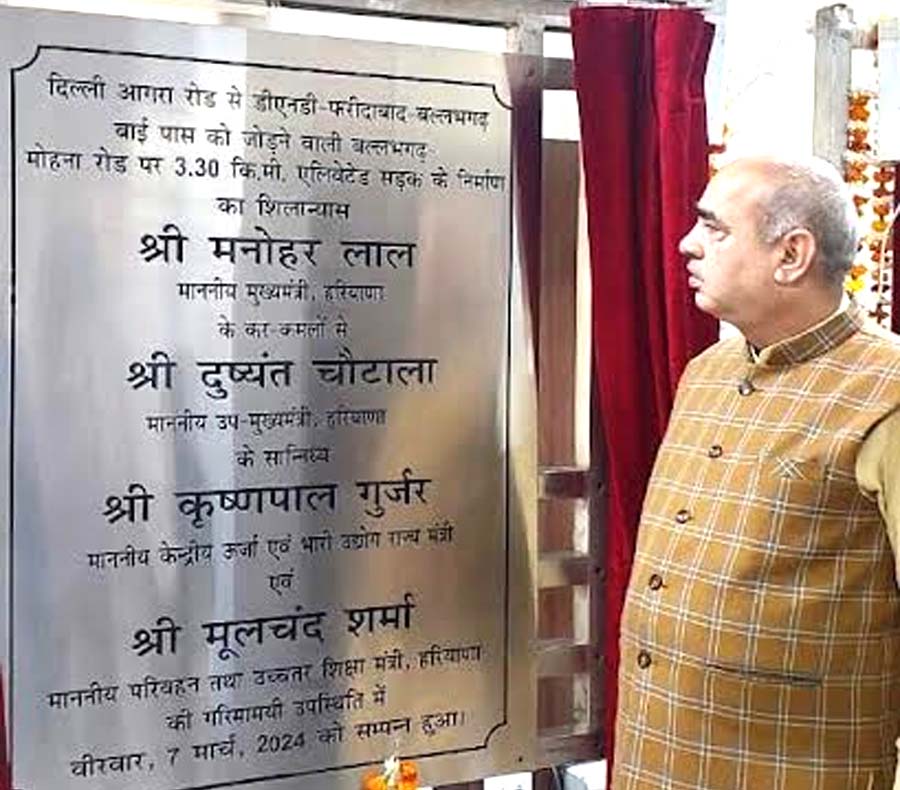 दिल्ली आगरा रोड से डीएनडी-फरीदाबाद-बल्लभगढ़
बाई पास को जोड़ने वाली बल्लभगढ़-
मोहना रोड पर 3.30 कि.मी. एलिवेटेड सड़क के निर्माण
का शिलान्यास
श्री मनोहर लाल
माननीय मुख्यमंत्री, हरियाणा
के कर-कमलों से
श्री दुष्यंत चौटाला
माननीय उप-मुख्यमंत्री, हरियाणा
के सान्निध्य
श्री कृष्णपाल गुर्जर
माननीय केन्द्रीय ऊर्जा एवं भारी उद्योग राज्य मंत्री
एवं
श्री मूलचंद शर्मा
माननीय परिवहन तथा उच्चतर शिक्षा मंत्री, हरियाणा
की गरिमामयी उपस्थिति में
वीरवार, 7 मार्च, 2024 को सम्पन्न हुआ।